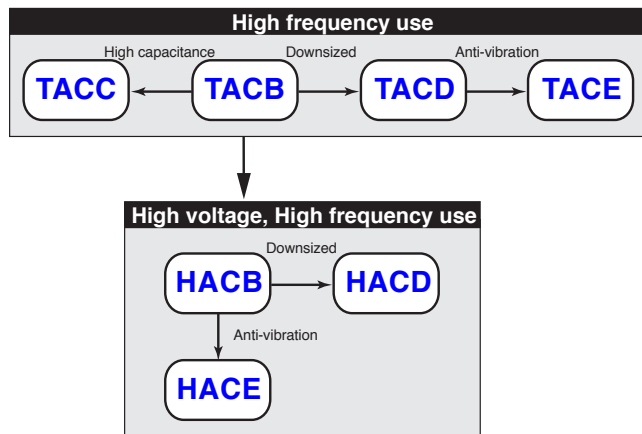 High frequency use
High capacitance
Downsized
Anti-vibration
TACC
TACB
TACD
TACE
High voltage, High frequency use
Downsized
HACB
HACD
Anti-vibration
HACE